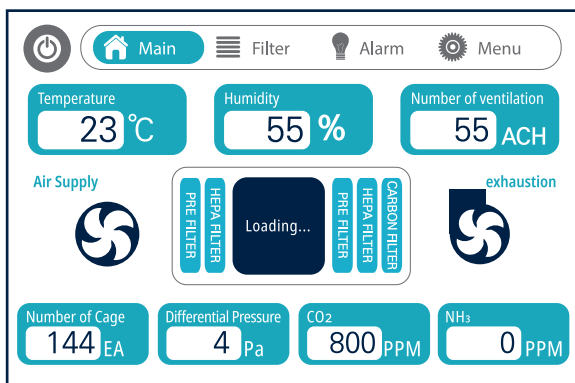 Main Filter Alarm Menu
Temperature Humidity Number of ventilation
23 °C 55 % 55 ACH
Air Supply exhaustion
PRE FILTER HEPA FILTER Loading... PRE FILTER HEPA FILTER CARBON FILTER
Number of Cage Differential Pressure CO2 NH3
144 EA 4 Pa 800 PPM 0 PPM